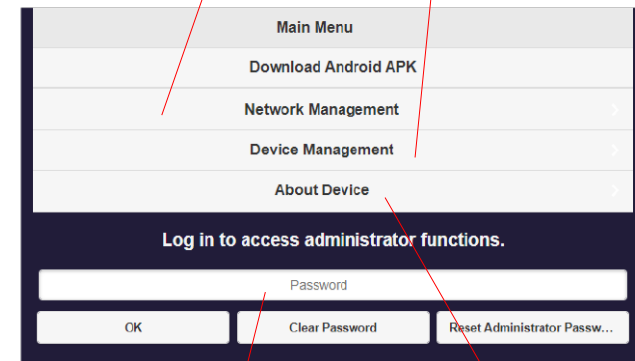 Main Menu
Download Android APK
Network Management
Device Management
About Device
Log in to access administrator functions.
Password
OK
Clear Password
Reset Administrator Passw...